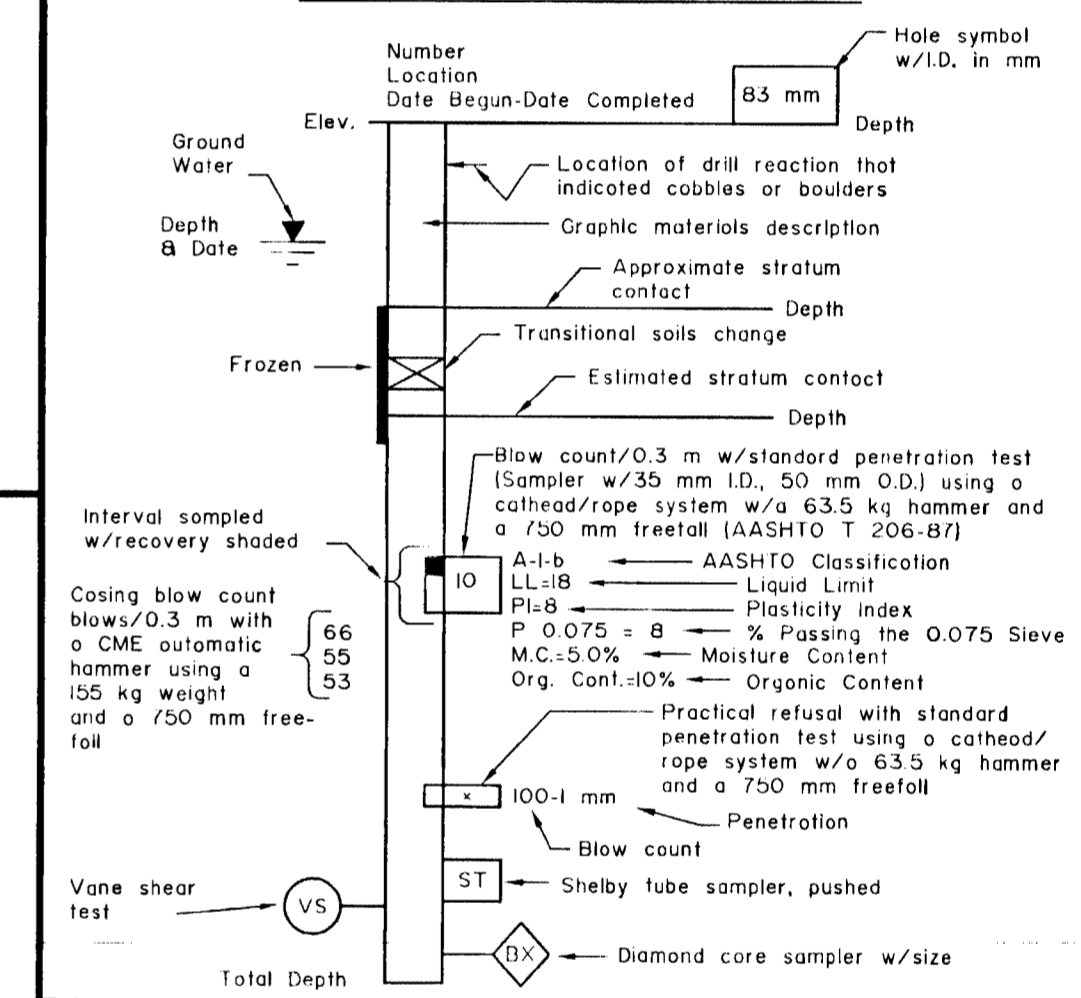 Hole symbol
w/I.D. in mm
Number
Location
Date Begun-Date Completed
83 mm
Elev.
Depth
Ground
Water
Location of drill reaction thot
indicoted cobbles or boulders
Depth
& Date
Graphic materiols description
Approximate stratum
contact
Depth
Transitional soils change
Frozen
Estimated stratum contoct
Depth
Blow count/0.3 m w/standord penetration test
(Sampler w/35 mm I.D., 50 mm O.D.) using o
cathead/rope system w/a 63.5 kg hammer and
a 750 mm freefall (AASHTO T 206-87)
Interval sompled
w/recovery shaded
10
A-1-b
AASHTO Classification
LL=18
Liquid Limit
PI=8
Plasticity Index
P 0.075 = 8
% Passing the 0.075 Sieve
M.C.=5.0%
Moisture Content
Org. Cont.=10%
Orgonic Content
Cosing blow count
blows/0.3 m with
o CME outomatic
hammer using a
155 kg weight
and o 750 mm free-
foll
66
55
53
Practical refusal with standard
penetration test using o catheod/
rope system w/o 63.5 kg hammer
and a 750 mm freefoll
x
100-1 mm
Penetrotion
Blow count
ST
Shelby tube sampler, pushed
Vane shear
test
VS
BX
Diamond core sampler w/size
Total Depth